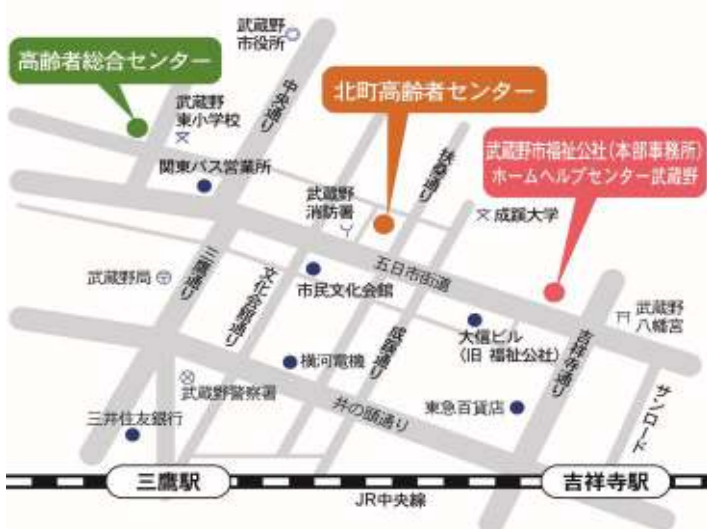 武蔵野
市役所
高齢者総合センター
中央通り
北町高齢者センター
武蔵野
東小学校
扶桑通り
武蔵野市福祉公社(本部事務所)
ホームヘルプセンター武蔵野
関東バス営業所
武蔵野
消防署
成蹊大学
三鷹通り
五日市街道
武蔵野局
文化会館通り
市民文化会館
成蹊通り
大信ビル
(旧 福祉公社)
吉祥寺通り
武蔵野
八幡宮
横河電機
武蔵野警察署
井の頭通り
東急百貨店
サンロード
三井住友銀行
三鷹駅
吉祥寺駅
JR中央線